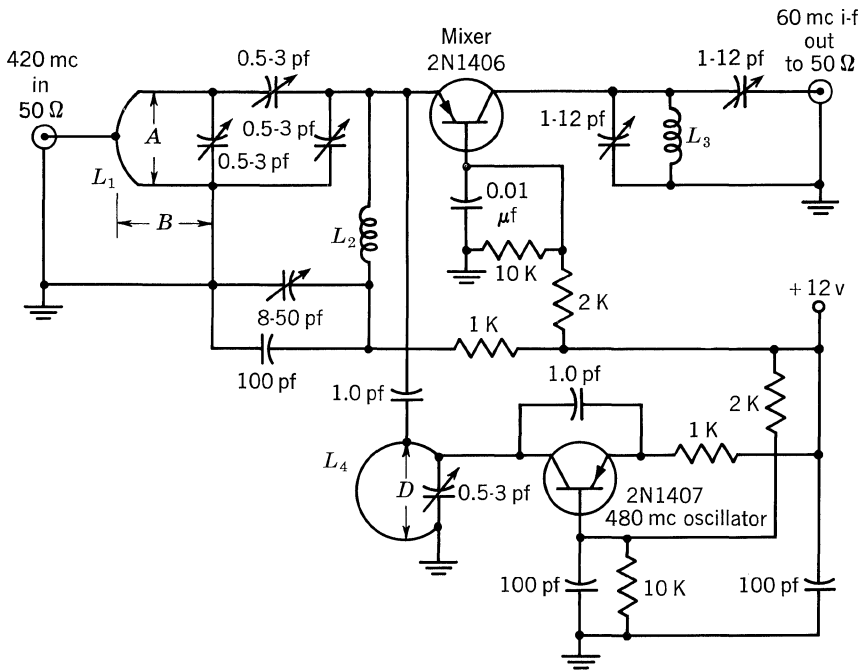 420 mc
in
50 Ω
0.5-3 pf
Mixer
2N1406
60 mc i-f
out
to 50 Ω
1-12 pf
A
0.5-3 pf
0.5-3 pf
1-12 pf
L3
L1
B
L2
0.01
μf
10 K
2 K
+ 12 v
8-50 pf
100 pf
1 K
1.0 pf
1.0 pf
2 K
1 K
L4
D
0.5-3 pf
2N1407
480 mc oscillator
100 pf
10 K
100 pf